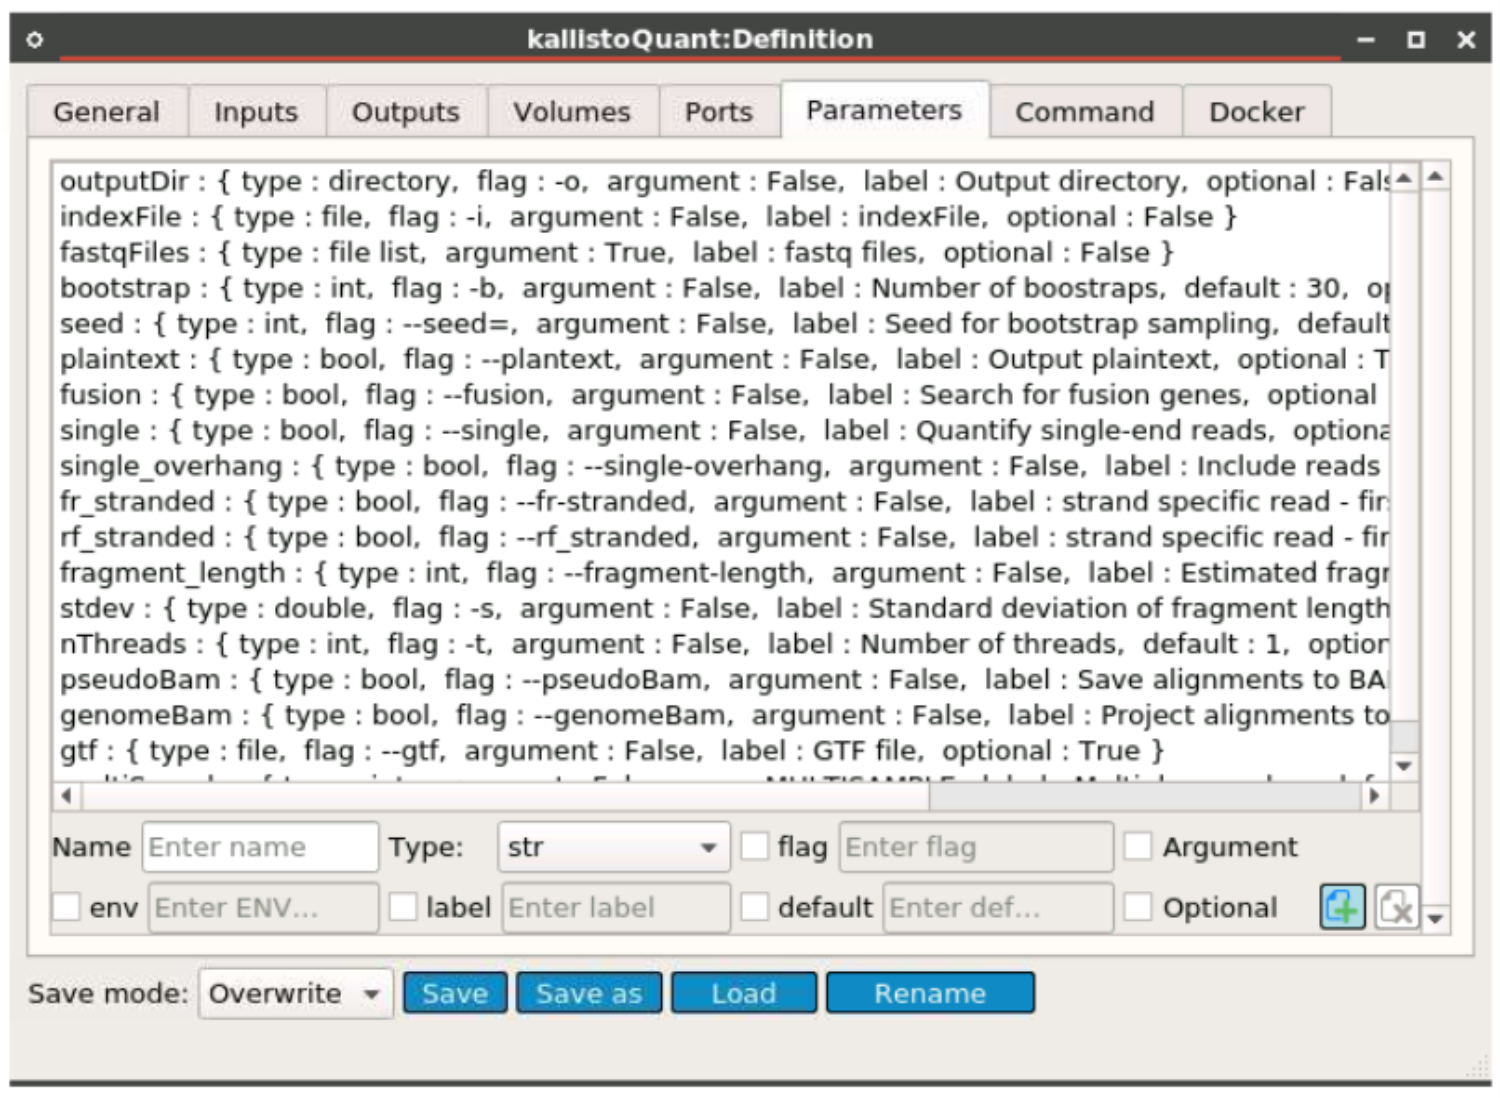 kallistoQuant:Definition
General Inputs Outputs Volumes Ports Parameters Command Docker
outputDir : { type : directory, flag : -o, argument : False, label : Output directory, optional : Fals
indexFile : { type : file, flag : -i, argument : False, label : indexFile, optional : False }
fastqFiles : { type : file list, argument : True, label : fastq files, optional : False }
bootstrap : { type : int, flag : -b, argument : False, label : Number of boostraps, default : 30, op
seed : { type : int, flag : --seed=, argument : False, label : Seed for bootstrap sampling, default
plaintext : { type : bool, flag : --plantext, argument : False, label : Output plaintext, optional : T
fusion : { type : bool, flag : --fusion, argument : False, label : Search for fusion genes, optional
single : { type : bool, flag : --single, argument : False, label : Quantify single-end reads, optiona
single_overhang : { type : bool, flag : --single-overhang, argument : False, label : Include reads
fr_stranded : { type : bool, flag : --fr-stranded, argument : False, label : strand specific read - fir
rf_stranded : { type : bool, flag : --rf_stranded, argument : False, label : strand specific read - fir
fragment_length : { type : int, flag : --fragment-length, argument : False, label : Estimated fragr
stdev : { type : double, flag : -s, argument : False, label : Standard deviation of fragment length
nThreads : { type : int, flag : -t, argument : False, label : Number of threads, default : 1, option
pseudoBam : { type : bool, flag : --pseudoBam, argument : False, label : Save alignments to BA
genomeBam : { type : bool, flag : --genomeBam, argument : False, label : Project alignments to
gtf : { type : file, flag : --gtf, argument : False, label : GTF file, optional : True }
Name Enter name Type: str flag Enter flag Argument
env Enter ENV... label Enter label default Enter def... Optional
Save mode: Overwrite Save Save as Load Rename